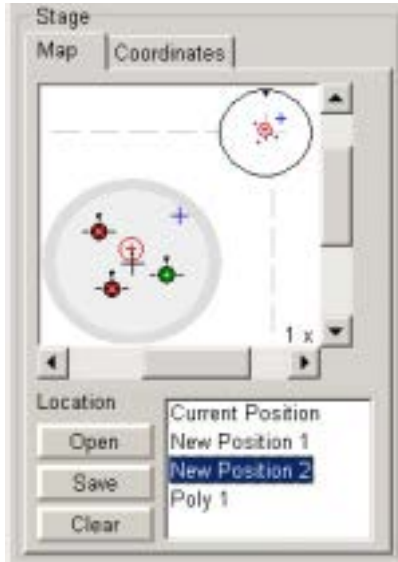 Stage
Map Coordinates
1 x
Location
Open
Save
Clear
Current Position
New Position 1
New Position 2
Poly 1